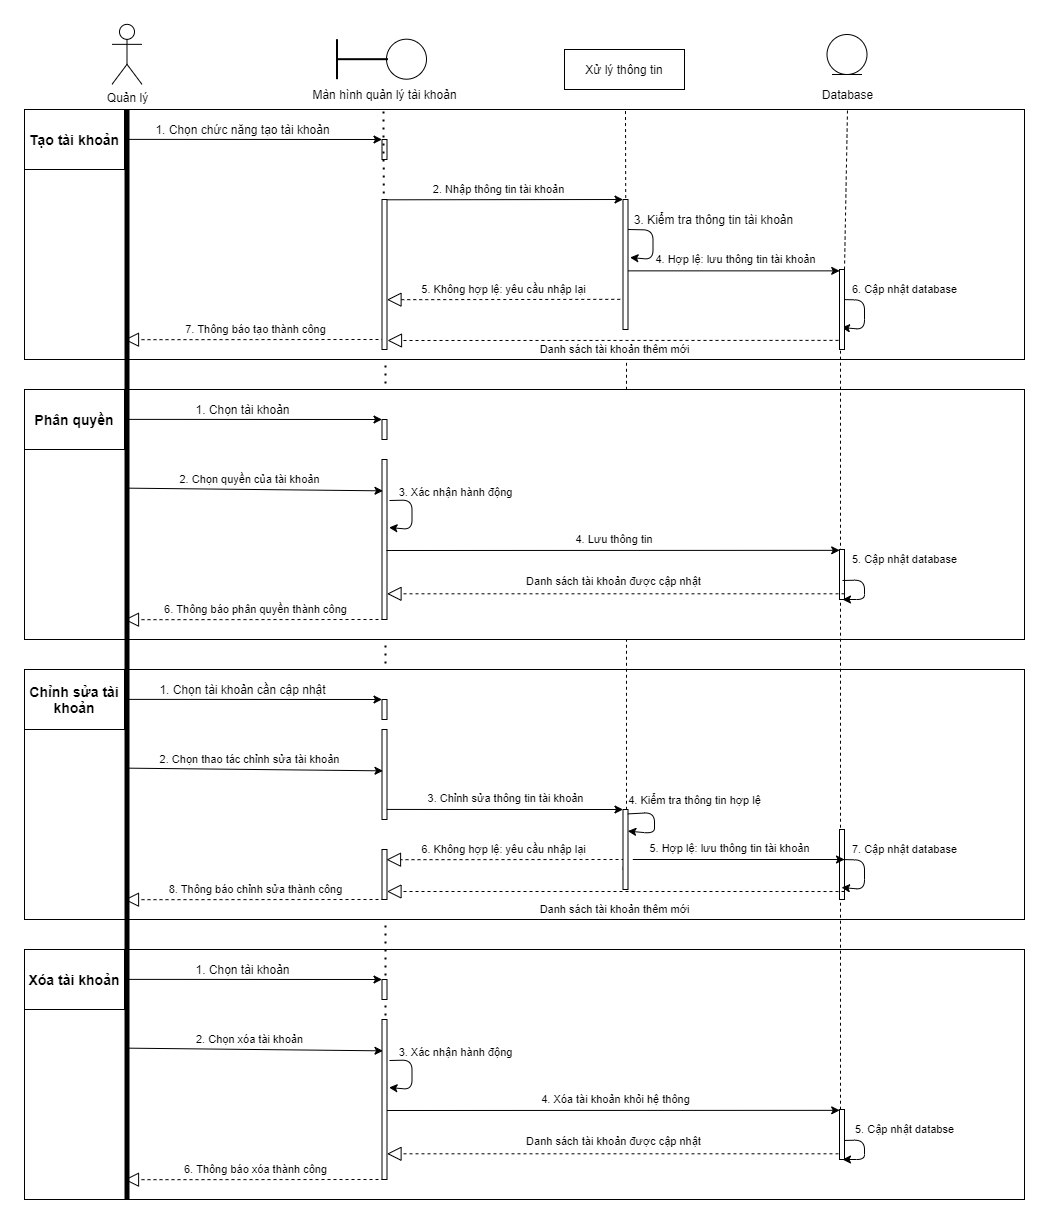 Quản lý
Màn hình quản lý tài khoản
Xử lý thông tin
Database
Tạo tài khoản
1. Chọn chức năng tạo tài khoản
2. Nhập thông tin tài khoản
3. Kiểm tra thông tin tài khoản
4. Hợp lệ: lưu thông tin tài khoản
5. Không hợp lệ: yêu cầu nhập lại
6. Cập nhật database
7. Thông báo tạo thành công
Danh sách tài khoản thêm mới
Phân quyền
1. Chọn tài khoản
2. Chọn quyền của tài khoản
3. Xác nhận hành động
4. Lưu thông tin
5. Cập nhật database
Danh sách tài khoản được cập nhật
6. Thông báo phân quyền thành công
Chỉnh sửa tài
khoản
1. Chọn tài khoản cần cập nhật
2. Chọn thao tác chỉnh sửa tài khoản
3. Chỉnh sửa thông tin tài khoản
4. Kiểm tra thông tin hợp lệ
6. Không hợp lệ: yêu cầu nhập lại
5. Hợp lệ: lưu thông tin tài khoản
7. Cập nhật database
8. Thông báo chỉnh sửa thành công
Danh sách tài khoản thêm mới
Xóa tài khoản
1. Chọn tài khoản
2. Chọn xóa tài khoản
3. Xác nhận hành động
4. Xóa tài khoản khỏi hệ thông
5. Cập nhật databse
Danh sách tài khoản được cập nhật
6. Thông báo xóa thành công